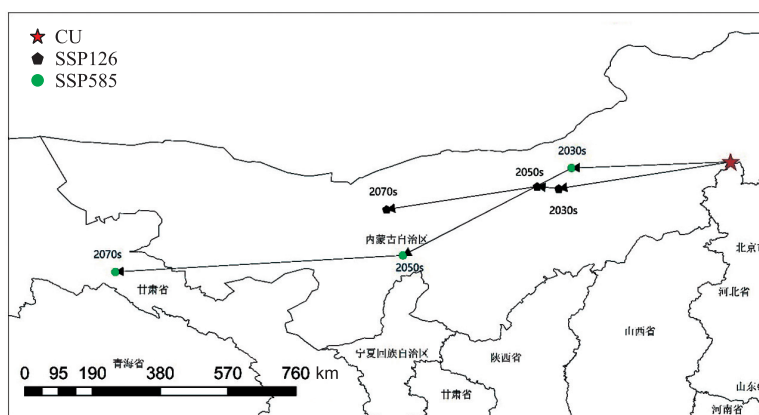 CU
SSP126
SSP585
2030s
2050s
2070s
2030s
内蒙古自治区
2050s
2070s
北京市
甘肃省
河北省
山西省
宁夏回族自治区
陕西省
青海省
0 95 190 380 570 760 km
甘肃省
山东
河南省